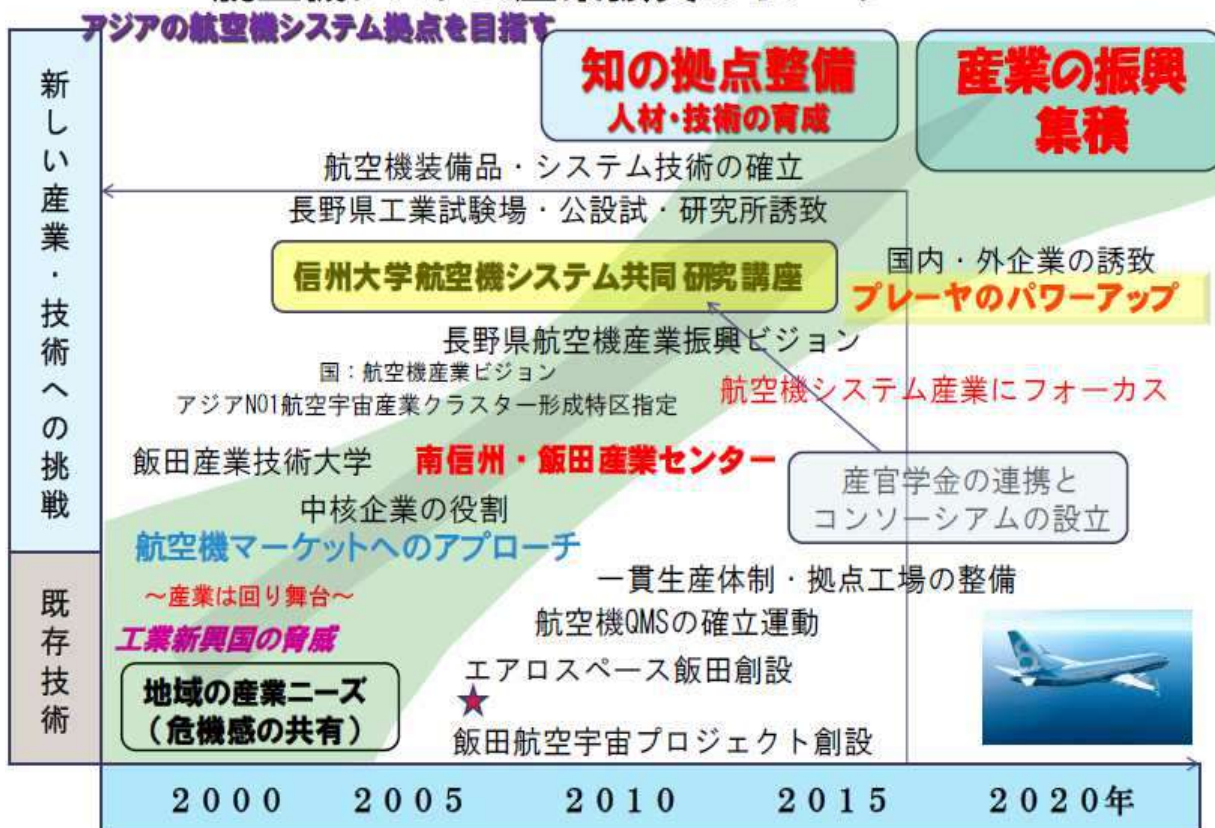 アジアの航空機システム拠点を目指す
知の拠点整備
人材・技術の育成
産業の振興
集積
新しい産業・技術への挑戦
航空機装備品・システム技術の確立
長野県工業試験場・公設試・研究所誘致
信州大学航空機システム共同研究講座
国内・外企業の誘致
プレーヤのパワーアップ
長野県航空機産業振興ビジョン
国：航空機産業ビジョン
アジアNO1航空宇宙産業クラスター形成特区指定
航空機システム産業にフォーカス
飯田産業技術大学
南信州・飯田産業センター
産官学金の連携と
コンソーシアムの設立
中核企業の役割
航空機マーケットへのアプローチ
既存技術
一貫生産体制・拠点工場の整備
～産業は回り舞台～
航空機QMSの確立運動
工業新興国の脅威
エアロスペース飯田創設
地域の産業ニーズ
（危機感の共有）
飯田航空宇宙プロジェクト創設
2000 2005 2010 2015 2020年